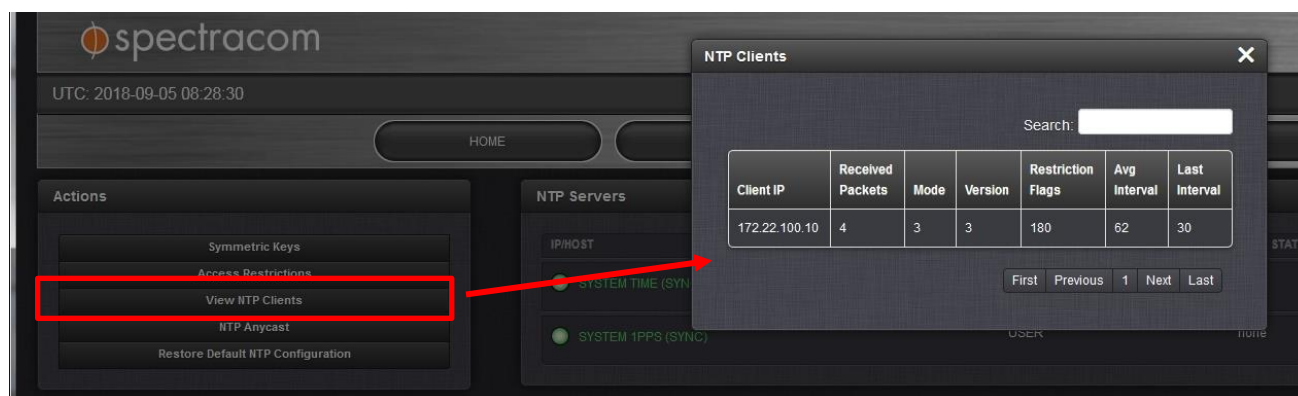 spectracom
UTC: 2018-09-05 08:28:30
HOME
Actions
Symmetric Keys
Access Restrictions
View NTP Clients
NTP Anycast
Restore Default NTP Configuration
NTP Servers
IP/HOST
STAT
SYSTEM TIME (SYN
SYSTEM 1PPS (SYNC)
USER
none
NTP Clients
Search:
Client IP Received Packets Mode Version Restriction Flags Avg Interval Last Interval
172.22.100.10 4 3 3 180 62 30
First Previous 1 Next Last